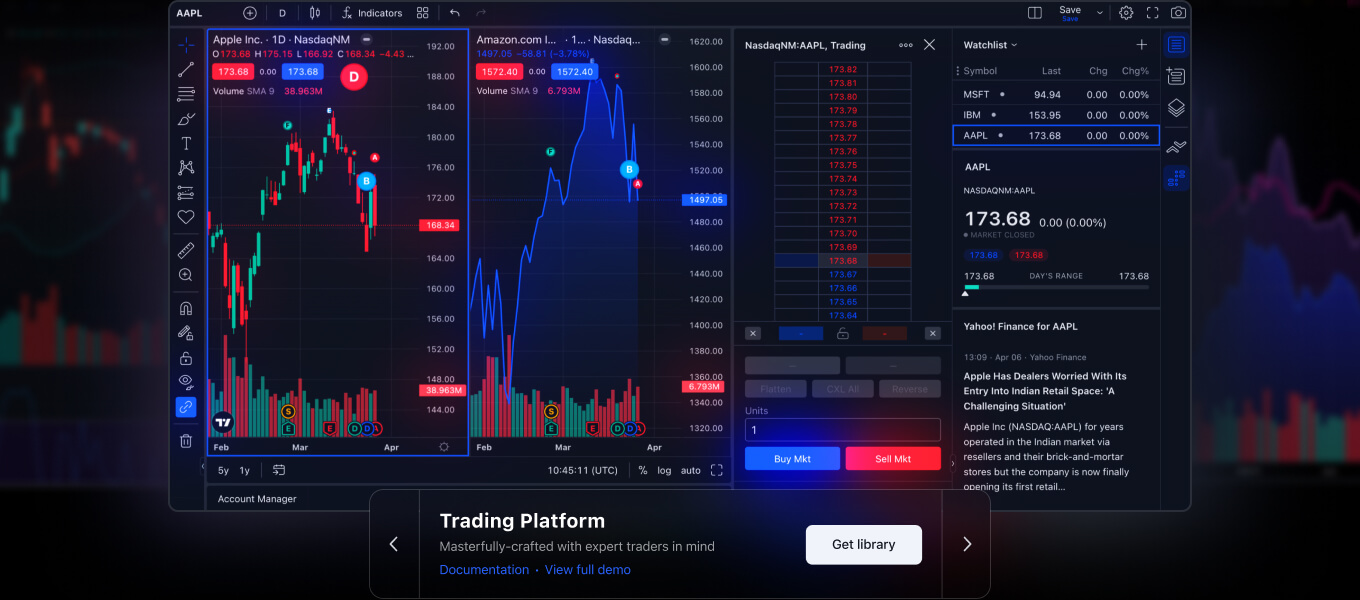 AAPL D Indicators Save
Save
Apple Inc. · 1D · NasdaqNM
O173.68 H175.15 L166.92 C168.34 −4.43 ...
173.68 0.00 173.68
D
Volume SMA 9 38.963M
192.00
188.00
184.00
180.00
176.00
172.00
168.34
164.00
160.00
156.00
152.00
148.00
38.963M
144.00
F
E
A
B
S
E
E
D
D
A
Feb Mar Apr
Amazon.com I... · 1... · Nasdaq...
1497.05 −58.81 (−3.78%)
1572.40 0.00 1572.40
Volume SMA 9 6.793M
1620.00
1600.00
1580.00
1560.00
1540.00
1520.00
1497.05
1480.00
1460.00
1440.00
1420.00
1400.00
1380.00
1360.00
6.793M
1340.00
1320.00
F
B
A
S
E
E
D
D
A
Feb Mar Apr
5y 1y 10:45:11 (UTC) % log auto
Account Manager
NasdaqNM:AAPL, Trading
173.82
173.81
173.80
173.79
173.78
173.77
173.76
173.75
173.74
173.73
173.72
173.71
173.70
173.69
173.68
173.67
173.66
173.65
173.64
Flatten CXL All Reverse
Units
1
Buy Mkt Sell Mkt
Watchlist
Symbol Last Chg Chg%
MSFT 94.94 0.00 0.00%
IBM 153.95 0.00 0.00%
AAPL 173.68 0.00 0.00%
AAPL
NASDAQNM:AAPL
173.68 0.00 (0.00%)
MARKET CLOSED
173.68 173.68
173.68 DAY'S RANGE 173.68
Yahoo! Finance for AAPL
13:09 · Apr 06 · Yahoo Finance
Apple Has Dealers Worried With Its
Entry Into Indian Retail Space: 'A
Challenging Situation'
Apple Inc (NASDAQ:AAPL) for years
operated in the Indian market via
resellers and their brick-and-mortar
stores but the company is now finally
opening its first retail...
Trading Platform
Masterfully-crafted with expert traders in mind
Documentation · View full demo
Get library